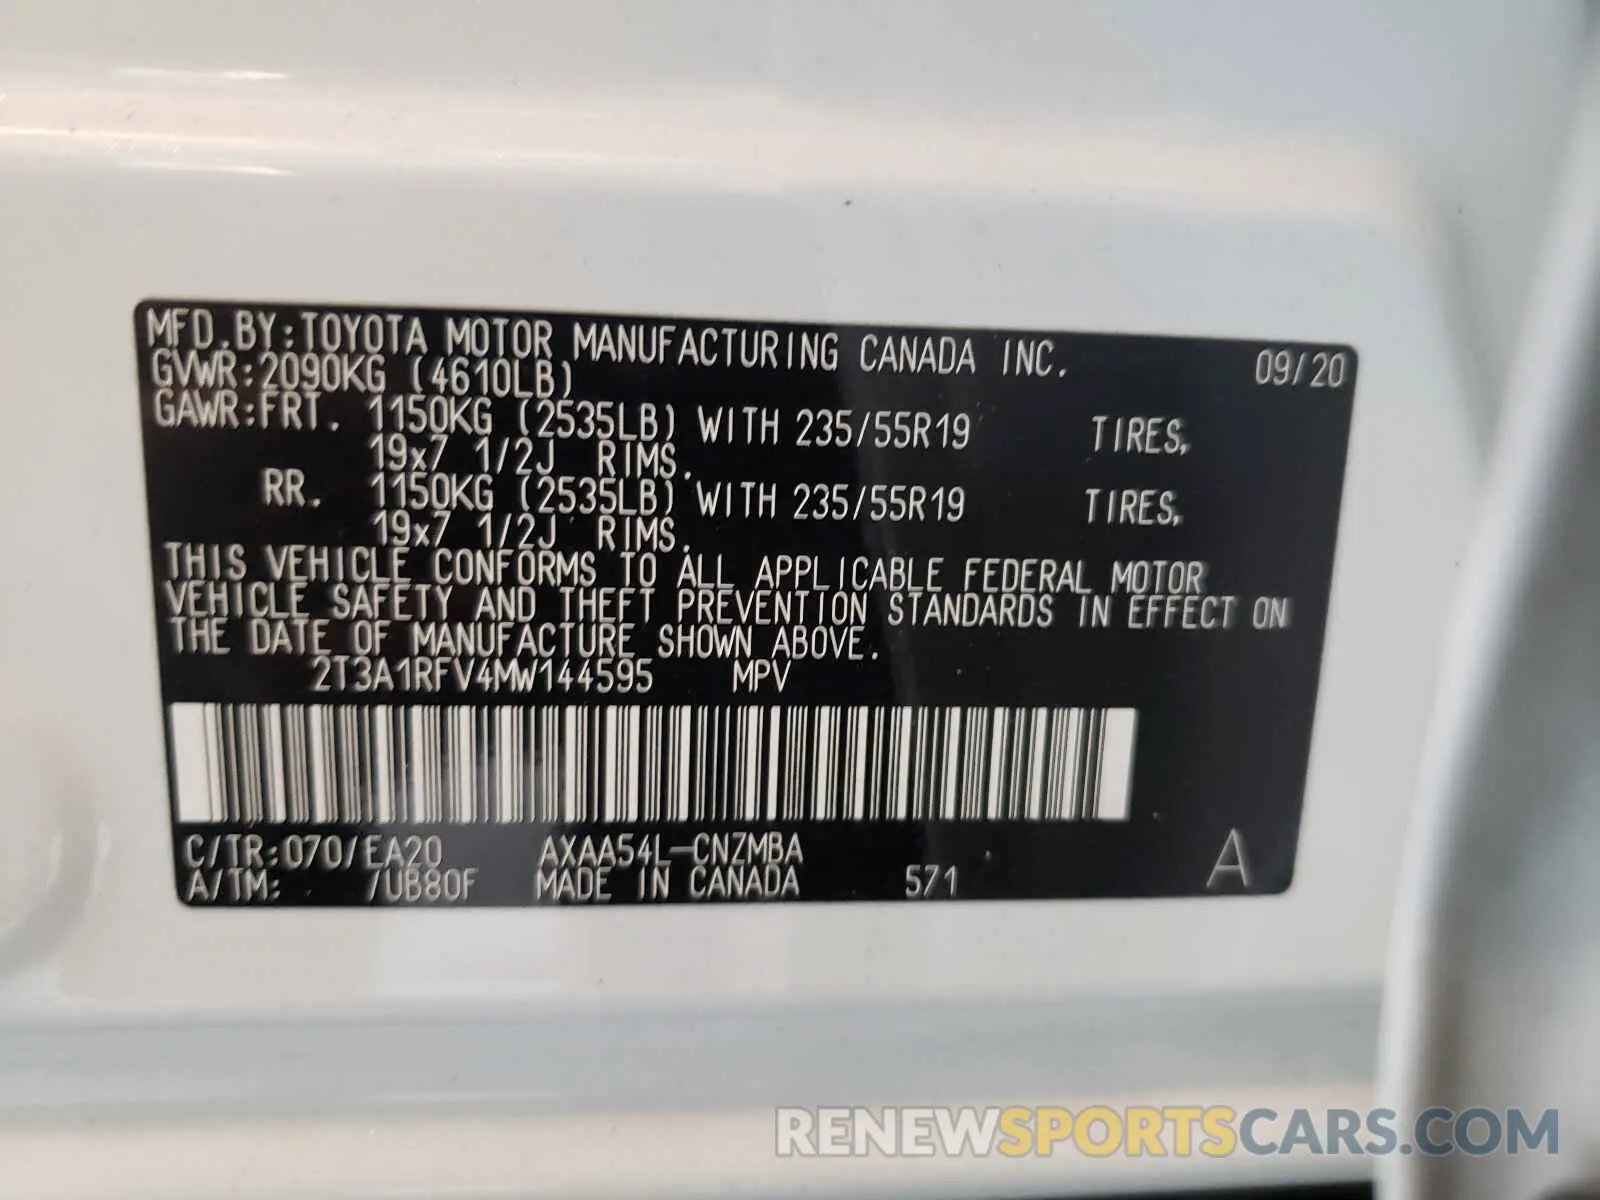 MFD.BY:TOYOTA MOTOR MANUFACTURING CANADA INC. 09/20
GVWR:2090KG (4610LB)
GAWR:FRT. 1150KG (2535LB) WITH 235/55R19 TIRES,
19x7 1/2J RIMS.
RR. 1150KG (2535LB) WITH 235/55R19 TIRES,
19x7 1/2J RIMS.
THIS VEHICLE CONFORMS TO ALL APPLICABLE FEDERAL MOTOR
VEHICLE SAFETY AND THEFT PREVENTION STANDARDS IN EFFECT ON
THE DATE OF MANUFACTURE SHOWN ABOVE.
2T3A1RFV4MW144595 MPV
C/TR:070/EA20 AXAA54L-CNZMBA A
A/TM: /UB80F MADE IN CANADA 571
RENEWSPORTSCARS.COM